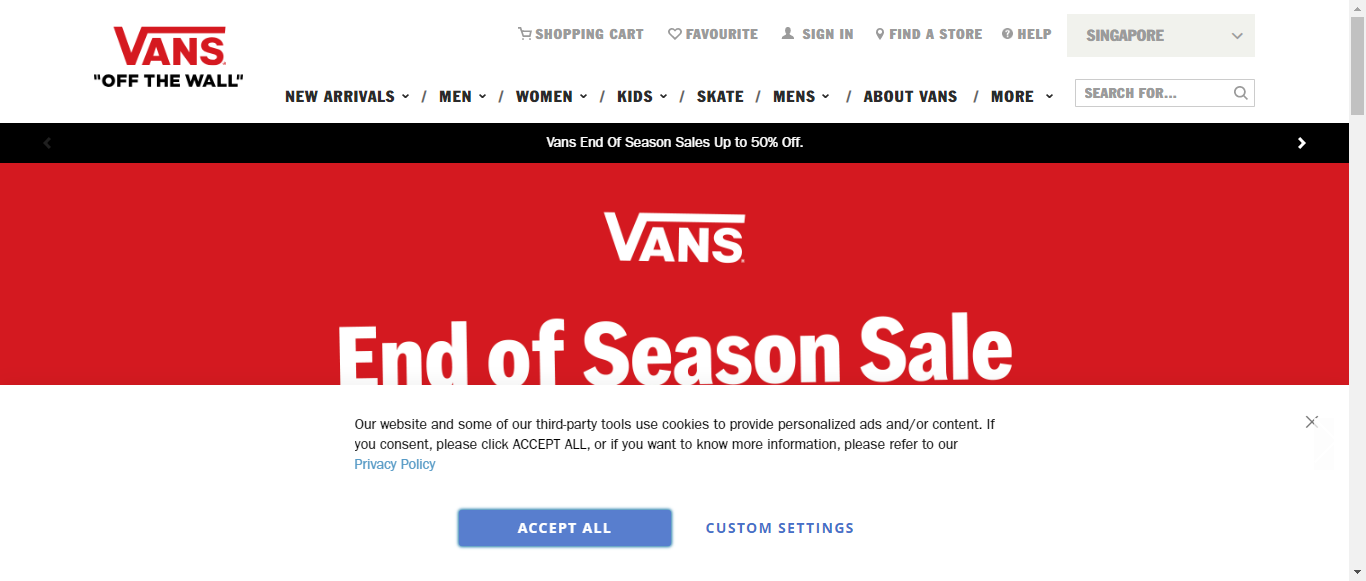 VANS
"OFF THE WALL"
SHOPPING CART FAVOURITE SIGN IN FIND A STORE HELP SINGAPORE
NEW ARRIVALS / MEN / WOMEN / KIDS / SKATE / MENS / ABOUT VANS / MORE SEARCH FOR...
Vans End Of Season Sales Up to 50% Off.
VANS
End of Season Sale
Our website and some of our third-party tools use cookies to provide personalized ads and/or content. If
you consent, please click ACCEPT ALL, or if you want to know more information, please refer to our
Privacy Policy
ACCEPT ALL CUSTOM SETTINGS